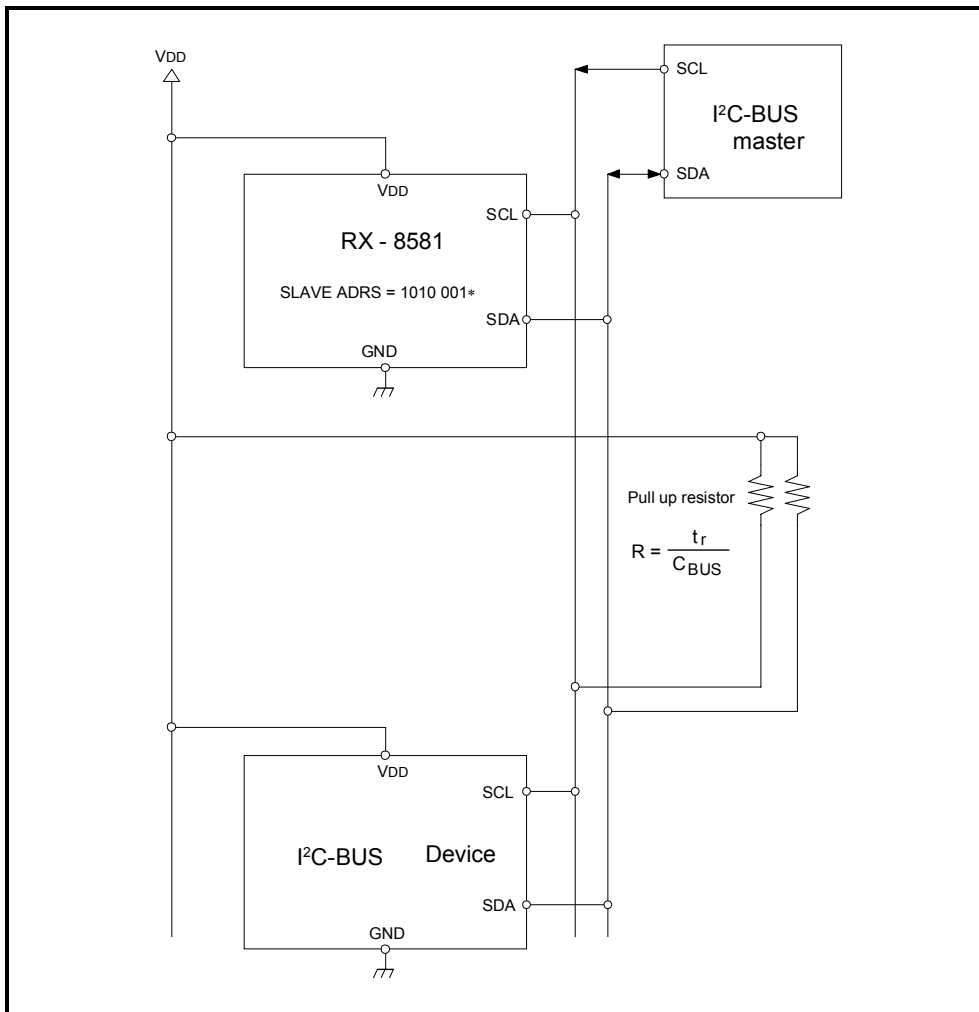 VDD
SCL
I²C-BUS
master
SDA
VDD
SCL
RX - 8581
SLAVE ADRS = 1010 001*
SDA
GND
Pull up resistor
R = tr / CBUS
VDD
SCL
I²C-BUS Device
SDA
GND